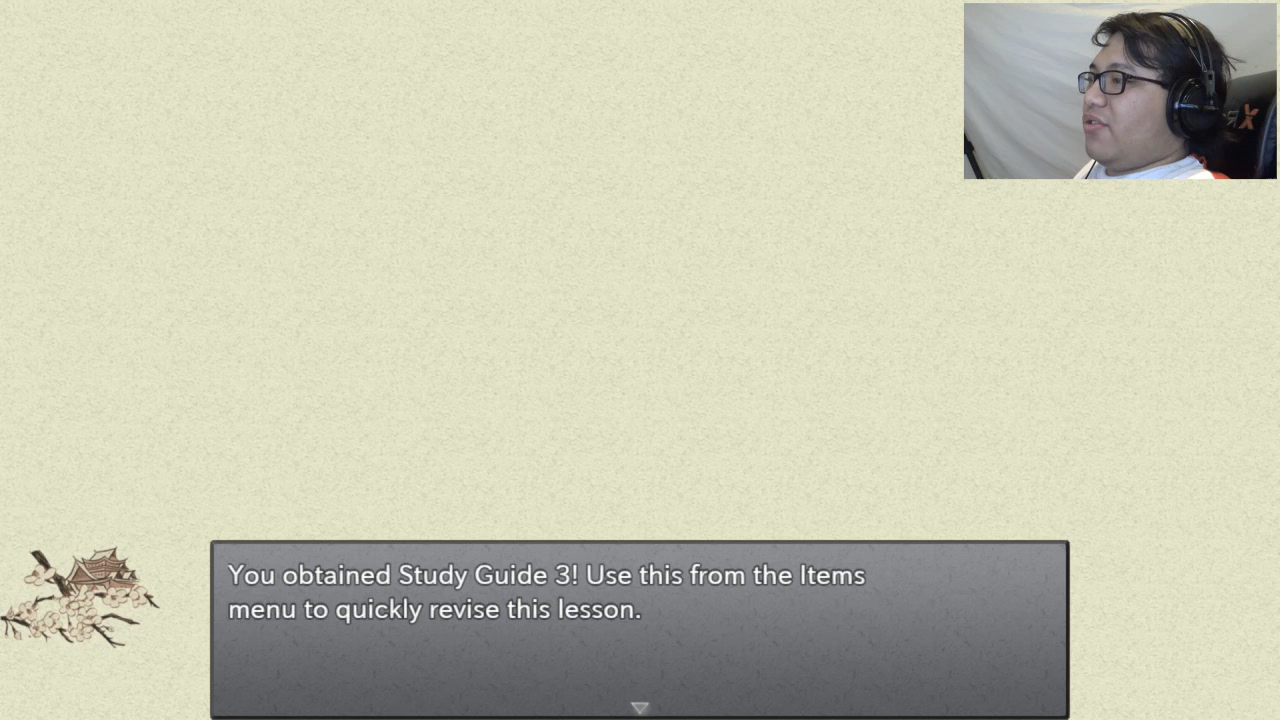 You obtained Study Guide 3! Use this from the Items
menu to quickly revise this lesson.